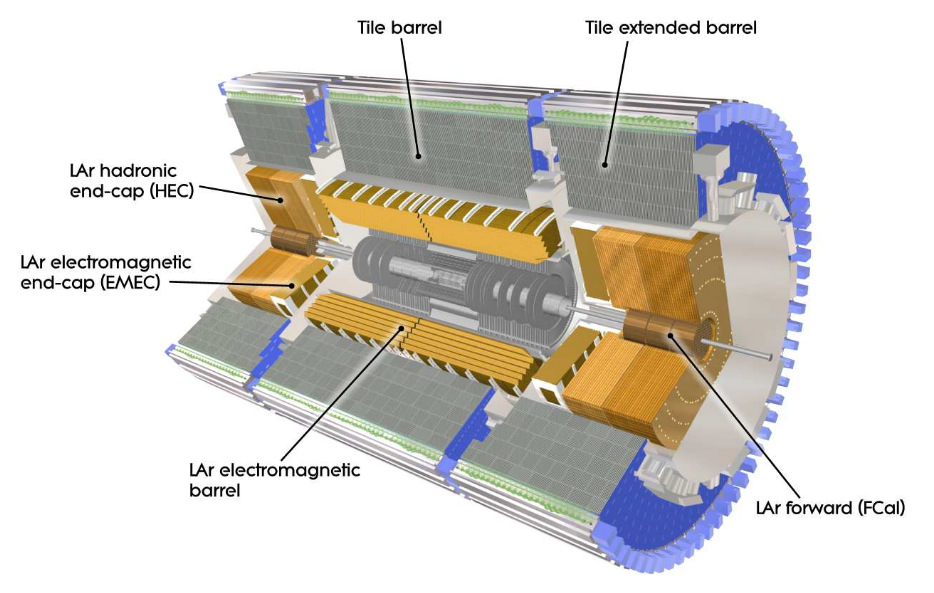 Tile barrel
Tile extended barrel
LAr hadronic
end-cap (HEC)
LAr electromagnetic
end-cap (EMEC)
LAr electromagnetic
barrel
LAr forward (FCal)